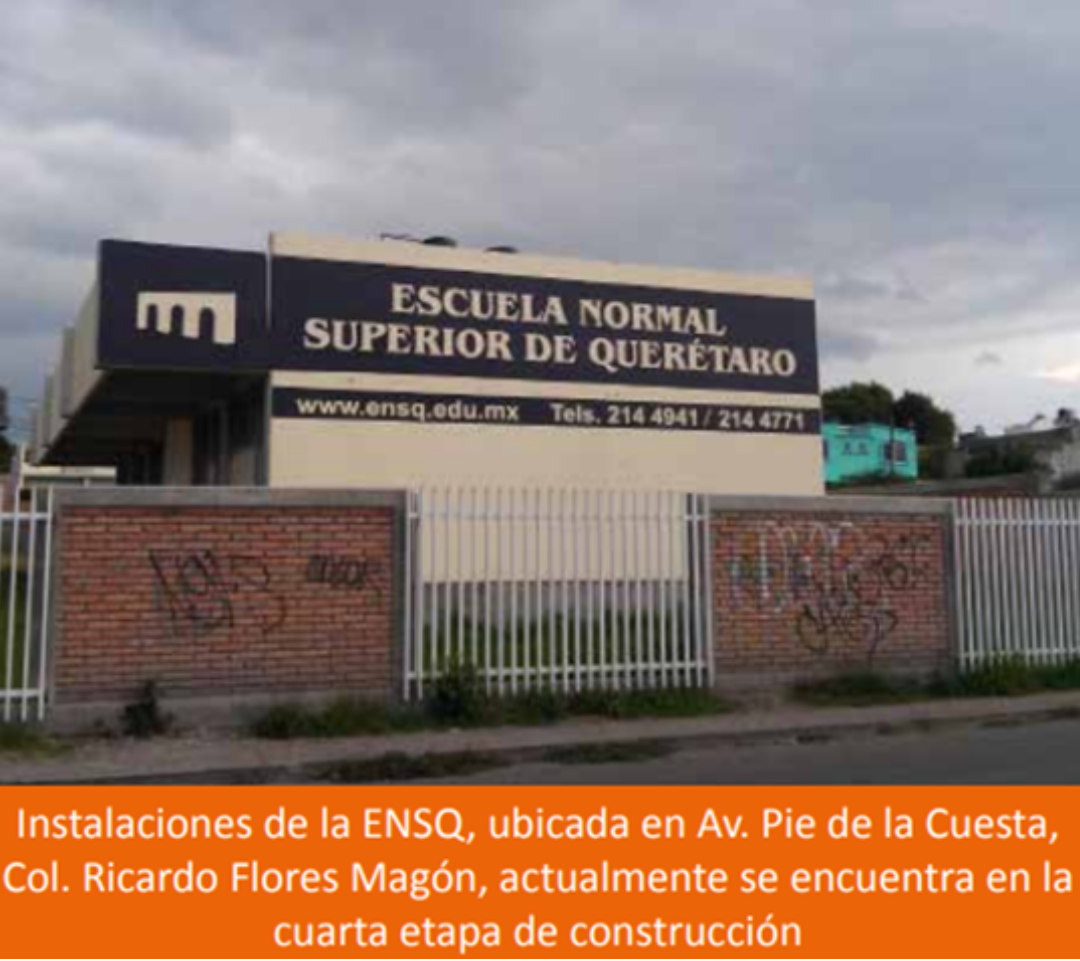 ESCUELA NORMAL
SUPERIOR DE QUERÉTARO
www.ensq.edu.mx Tels. 214 4941 / 214 4771
Instalaciones de la ENSQ, ubicada en Av. Pie de la Cuesta,
Col. Ricardo Flores Magón, actualmente se encuentra en la
cuarta etapa de construcción